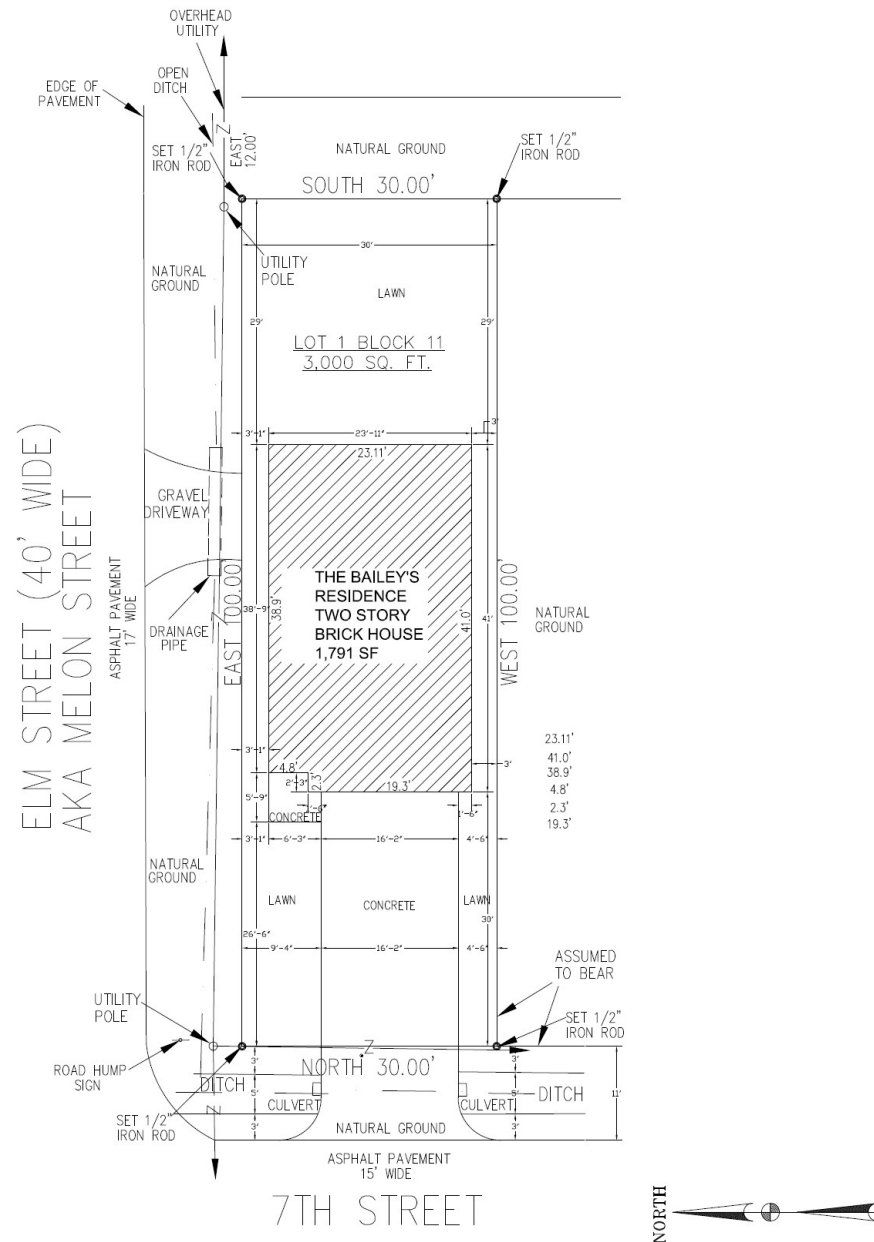 OVERHEAD
UTILITY
OPEN
DITCH
EDGE OF
PAVEMENT
Z
EAST
12.00'
SET 1/2"
IRON ROD
NATURAL GROUND
SET 1/2"
IRON ROD
SOUTH 30.00'
30'
UTILITY
POLE
NATURAL
GROUND
LAWN
29'
29'
LOT 1 BLOCK 11
3,000 SQ. FT.
3'-1"
23'-11"
3'
23.11'
ELM STREET (40' WIDE)
AKA MELON STREET
ASPHALT PAVEMENT
17' WIDE
GRAVEL
DRIVEWAY
DRAINAGE
PIPE
Z
EAST 100.00'
38'-9"
38.9'
THE BAILEY'S
RESIDENCE
TWO STORY
BRICK HOUSE
1,791 SF
41.0'
41'
WEST 100.00'
NATURAL
GROUND
23.11'
41.0'
38.9'
4.8'
2.3'
19.3'
3'-1"
4.8'
3'
2'-3"
2.3'
19.3'
5'-9"
1'-6"
1'-6"
CONCRETE
3'-1"
6'-3"
16'-2"
4'-6"
NATURAL
GROUND
LAWN
CONCRETE
LAWN
30'
26'-6"
9'-4"
16'-2"
4'-6"
ASSUMED
TO BEAR
UTILITY
POLE
SET 1/2"
IRON ROD
ROAD HUMP
SIGN
Z
3'
NORTH 30.00'
3'
DITCH
5'
5'
DITCH
11'
Z
CULVERT
CULVERT
SET 1/2"
IRON ROD
3'
NATURAL GROUND
3'
ASPHALT PAVEMENT
15' WIDE
7TH STREET
NORTH